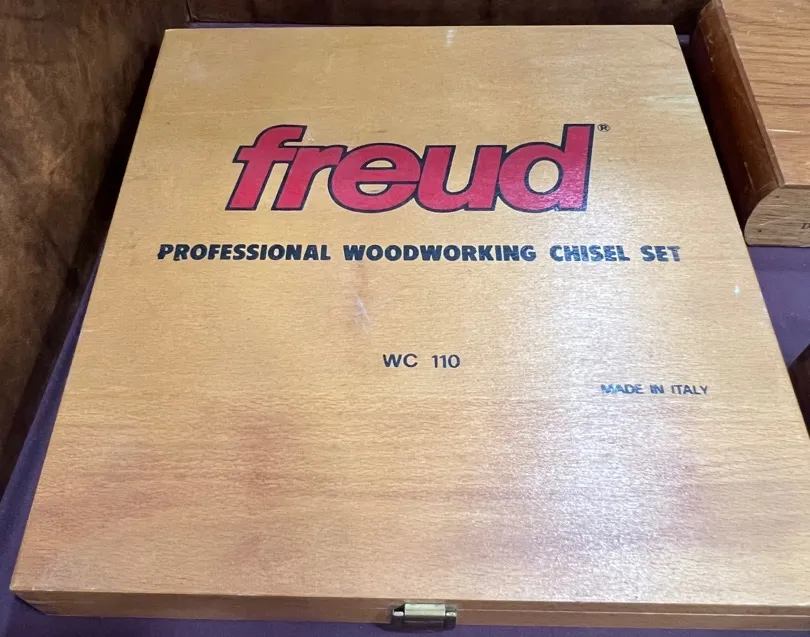 freud®
PROFESSIONAL WOODWORKING CHISEL SET
WC 110
MADE IN ITALY